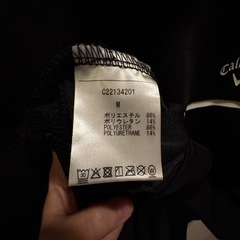 C22134201
M
ポリエステル 86%
ポリウレタン 14%
POLYESTER 86%
POLYURETHANE 14%